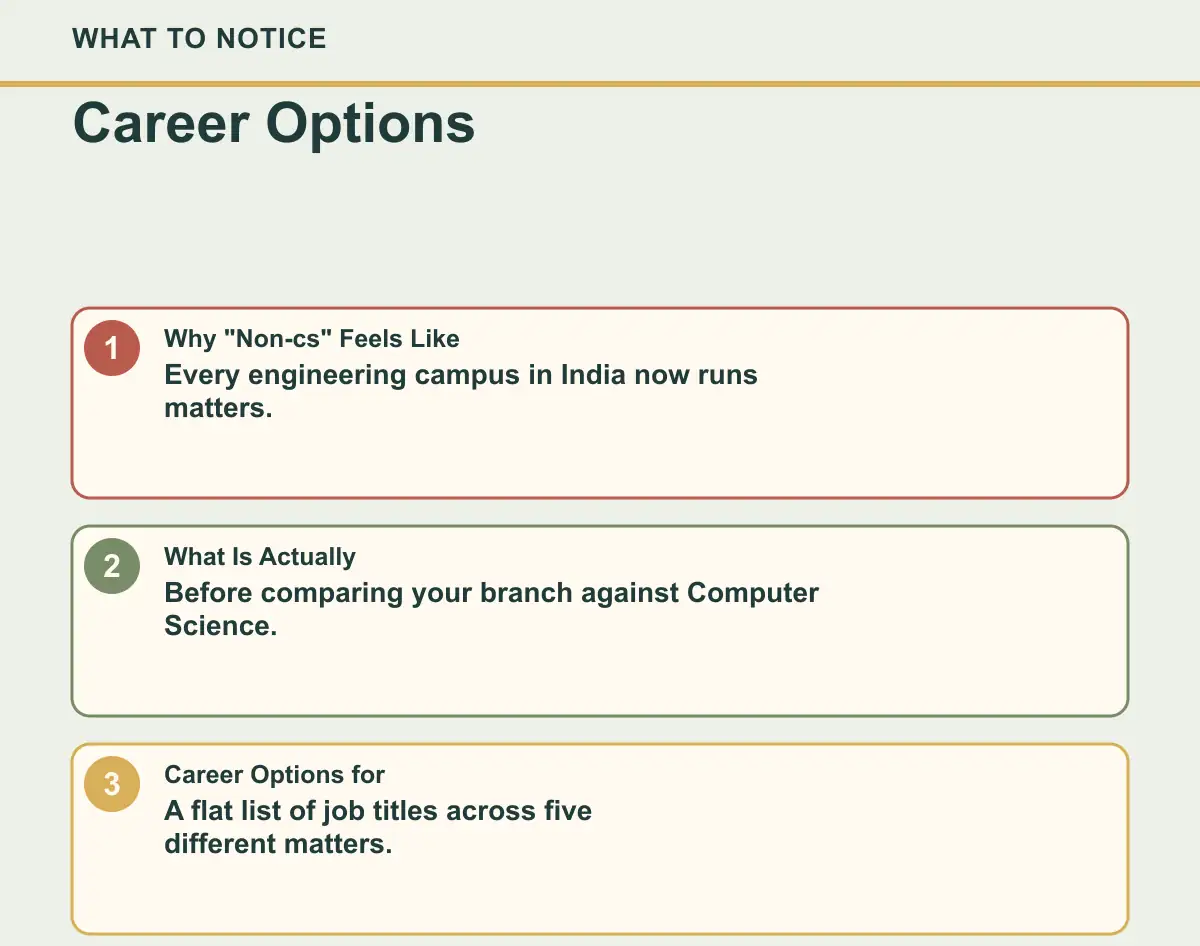 WHAT TO NOTICE
Career Options
1
Why "Non-cs" Feels Like
Every engineering campus in India now runs
matters.
2
What Is Actually
Before comparing your branch against Computer
Science.
3
Career Options for
A flat list of job titles across five
different matters.